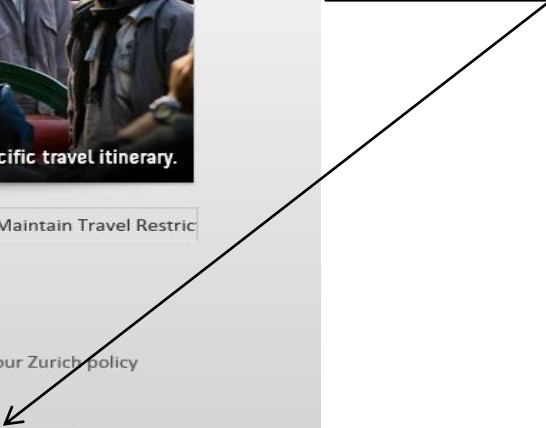 cific travel itinerary.
Maintain Travel Restric
our Zurich policy